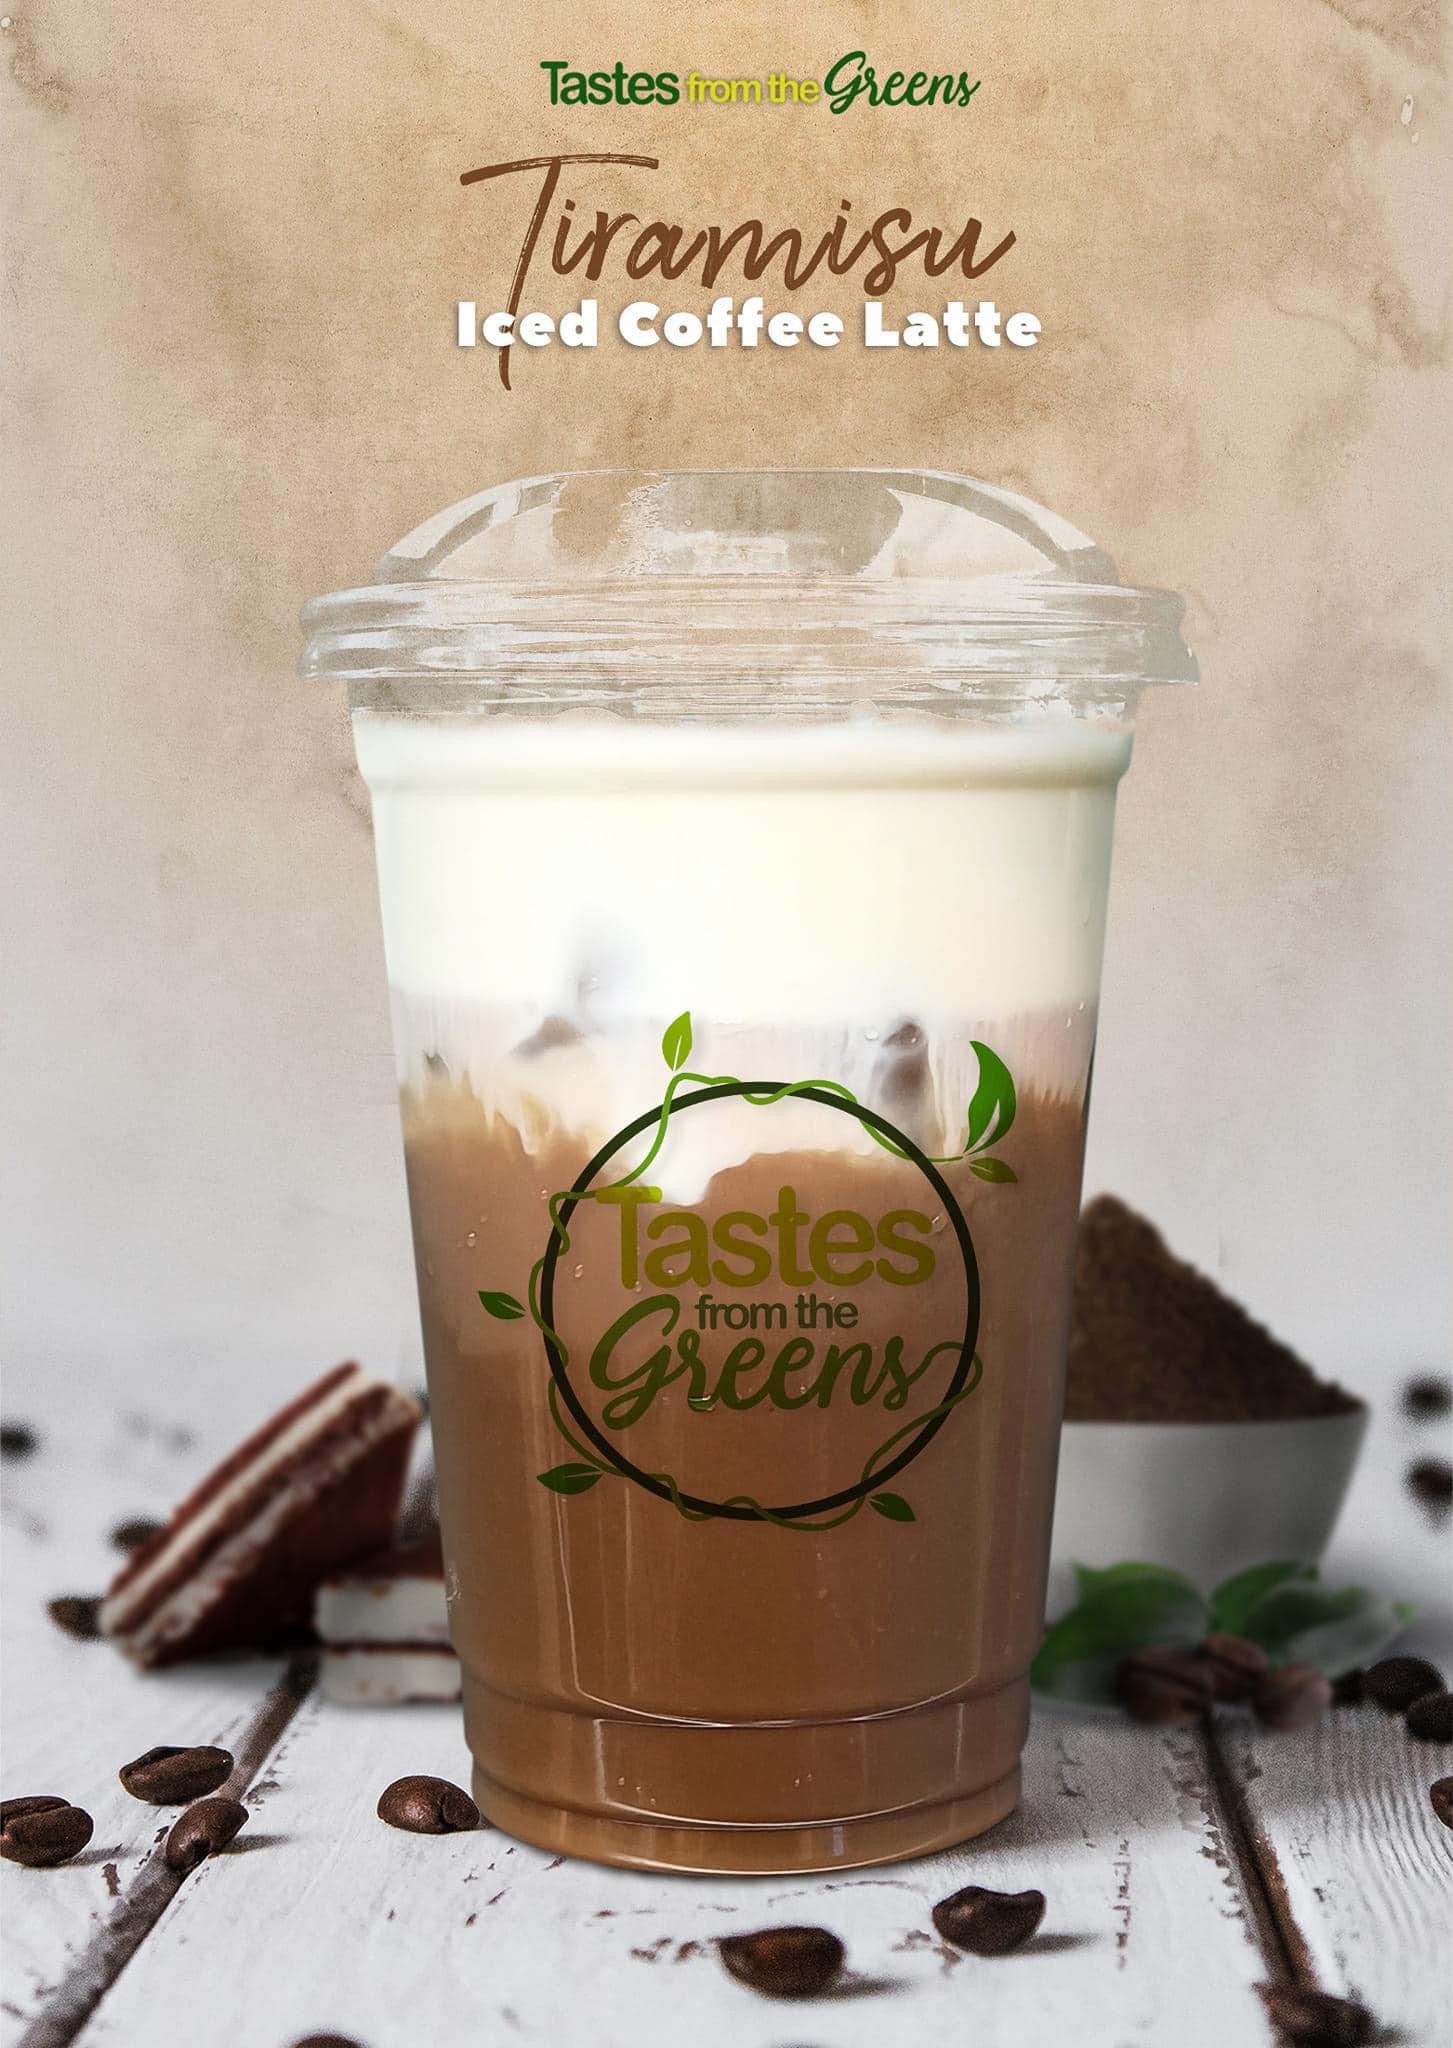 Tastes from the Greens
Tiramisu
Iced Coffee Latte
Tastes
from the
Greens